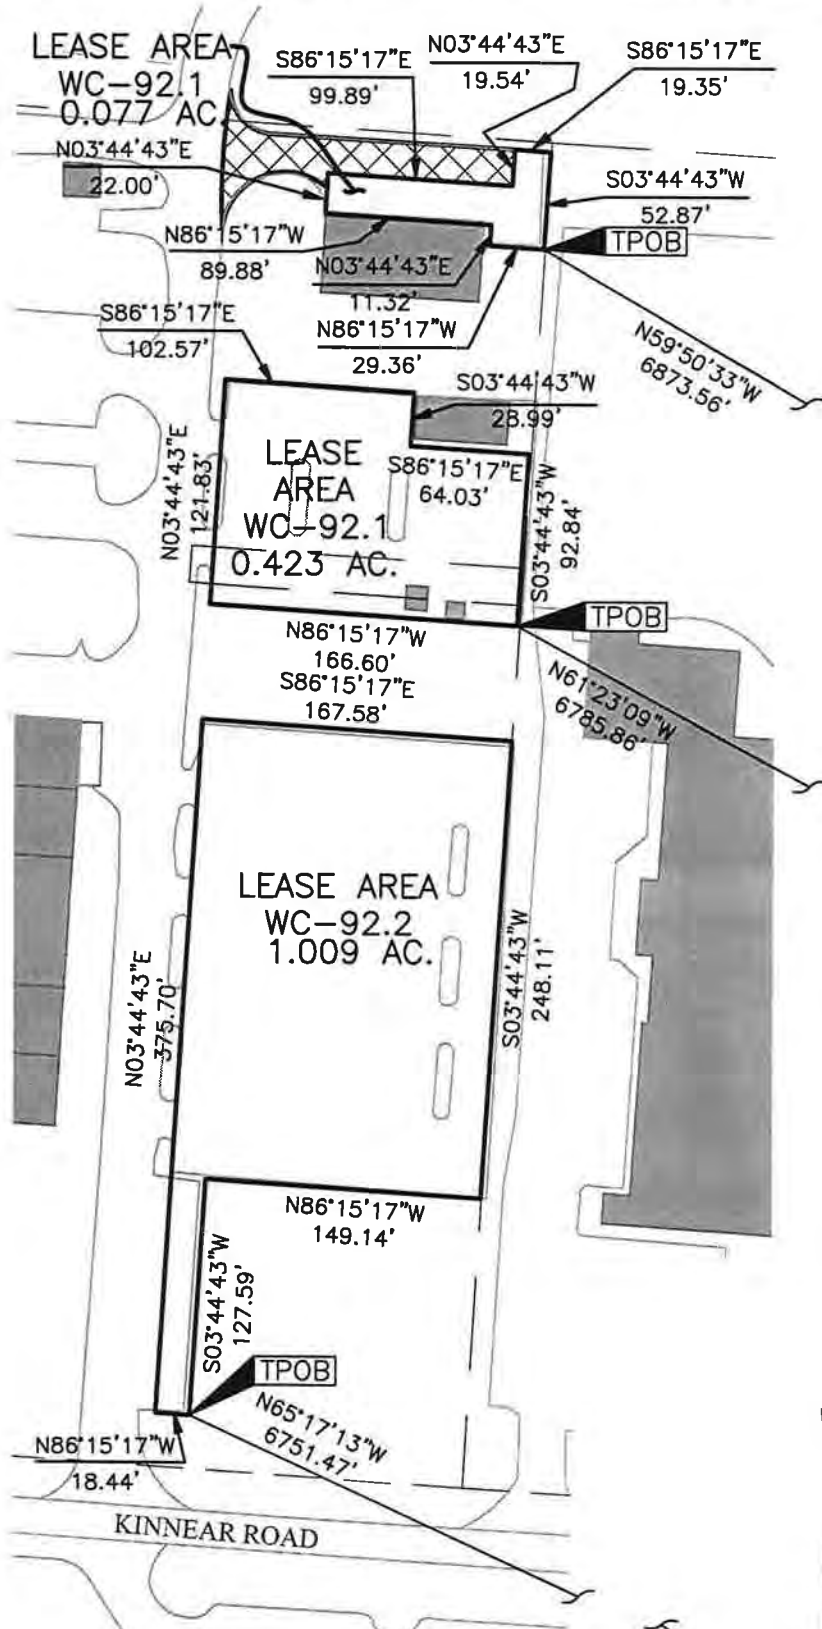 LEASE AREA
WC-92.1
0.077 AC.
S86°15'17"E
99.89'
N03°44'43"E
19.54'
S86°15'17"E
19.35'
N03°44'43"E
22.00'
S03°44'43"W
52.87'
TPOB
N86°15'17"W
89.88'
N03°44'43"E
11.32'
N86°15'17"W
29.36'
N59°50'33"W
6873.56'
S86°15'17"E
102.57'
S03°44'43"W
28.99'
N03°44'43"E
121.83'
LEASE
AREA
WC-92.1
0.423 AC.
S86°15'17"E
64.03'
S03°44'43"W
92.84'
TPOB
N86°15'17"W
166.60'
N61°23'09"W
6785.86'
S86°15'17"E
167.58'
LEASE AREA
WC-92.2
1.009 AC.
N03°44'43"E
375.70'
S03°44'43"W
248.11'
N86°15'17"W
149.14'
S03°44'43"W
127.59'
TPOB
N65°17'13"W
6751.47'
N86°15'17"W
18.44'
KINNEAR ROAD